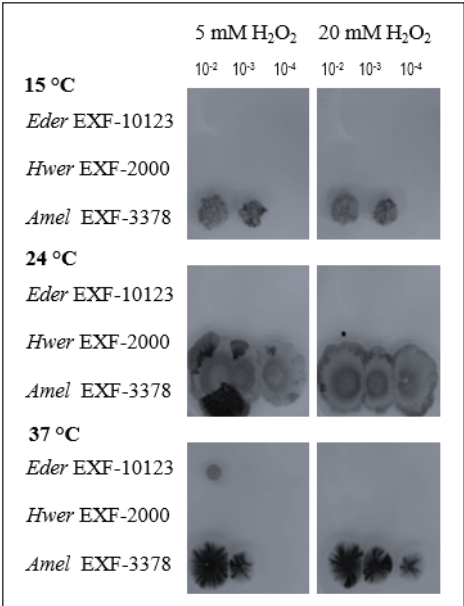 5 mM H₂O₂ 20 mM H₂O₂
10⁻² 10⁻³ 10⁻⁴ 10⁻² 10⁻³ 10⁻⁴
15 °C
Eder EXF-10123
Hwer EXF-2000
Amel EXF-3378
24 °C
Eder EXF-10123
Hwer EXF-2000
Amel EXF-3378
37 °C
Eder EXF-10123
Hwer EXF-2000
Amel EXF-3378